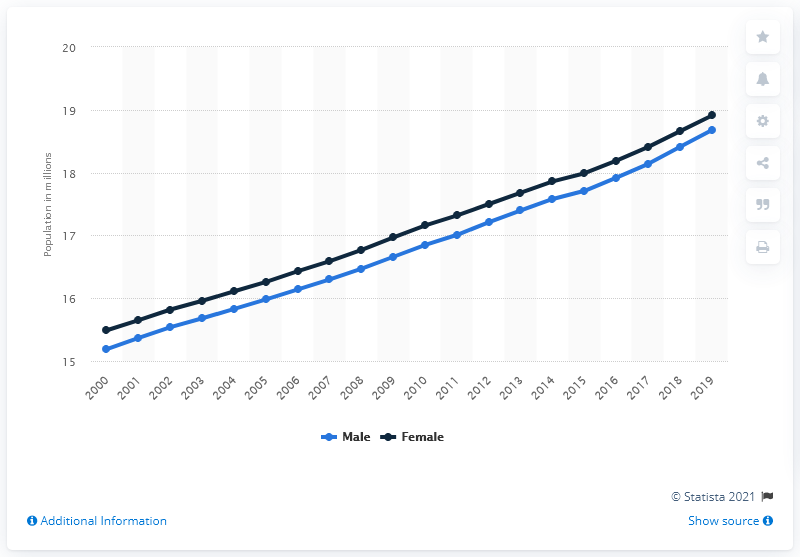 20
19
18
17
16
15
Population in millions
2000 2001 2002 2003 2004 2005 2006 2007 2008 2009 2010 2011 2012 2013 2014 2015 2016 2017 2018 2019
Male Female
© Statista 2021
Additional Information Show source